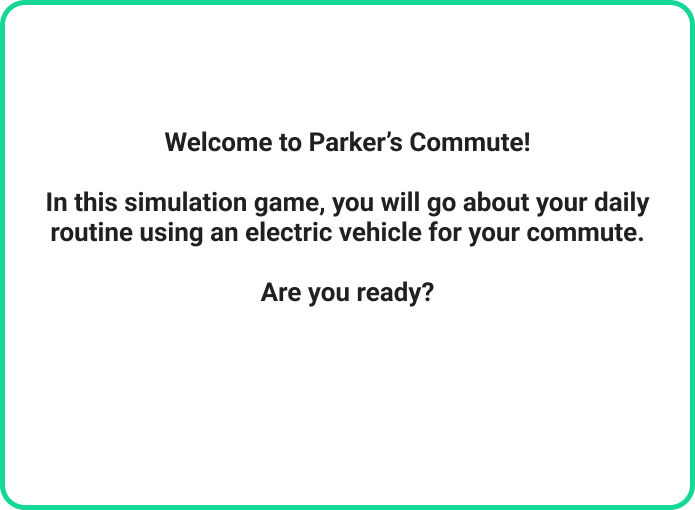 Welcome to Parker’s Commute!
In this simulation game, you will go about your daily
routine using an electric vehicle for your commute.
Are you ready?